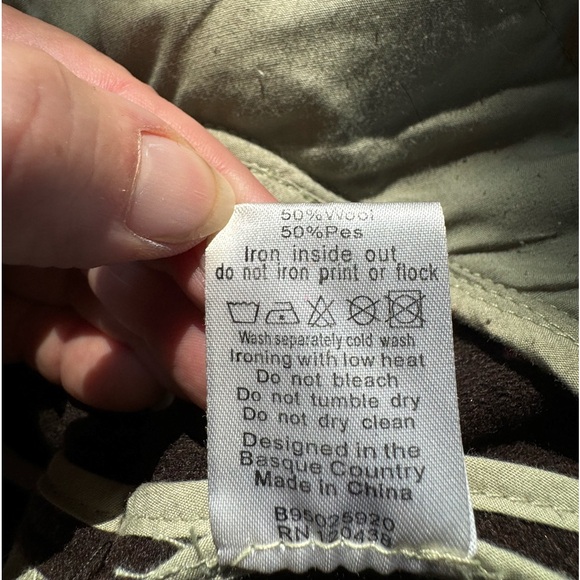 50%Wool
50%Pes
Iron inside out
do not iron print or flock
Wash separately cold wash
Ironing with low heat
Do not bleach
Do not tumble dry
Do not dry clean
Designed in the
Basque Country
Made in China
B95025920
RN 120438